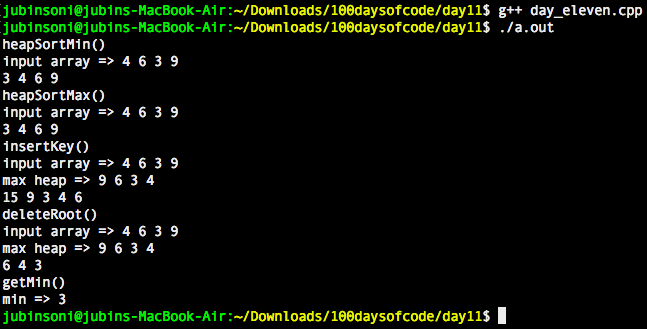 jubinsoni@jubins-MacBook-Air:~/Downloads/100daysofcode/day11$ g++ day_eleven.cpp
jubinsoni@jubins-MacBook-Air:~/Downloads/100daysofcode/day11$ ./a.out
heapSortMin()
input array => 4 6 3 9
3 4 6 9
heapSortMax()
input array => 4 6 3 9
3 4 6 9
insertKey()
input array => 4 6 3 9
max heap => 9 6 3 4
15 9 3 4 6
deleteRoot()
input array => 4 6 3 9
max heap => 9 6 3 4
6 4 3
getMin()
min => 3
jubinsoni@jubins-MacBook-Air:~/Downloads/100daysofcode/day11$